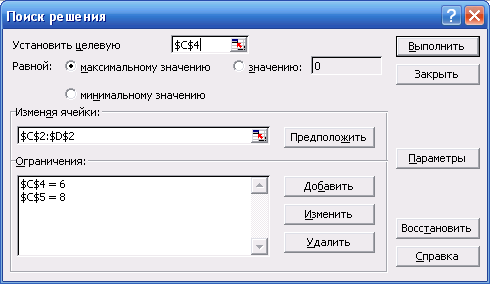 Поиск решения
Установить целевую $C$4 Выполнить
Равной: максимальному значению значению: 0 Закрыть
минимальному значению
Изменяя ячейки:
$C$2:$D$2 Предположить
Ограничения: Параметры
$C$4 = 6 Добавить
$C$5 = 8
Изменить
Восстановить
Удалить
Справка